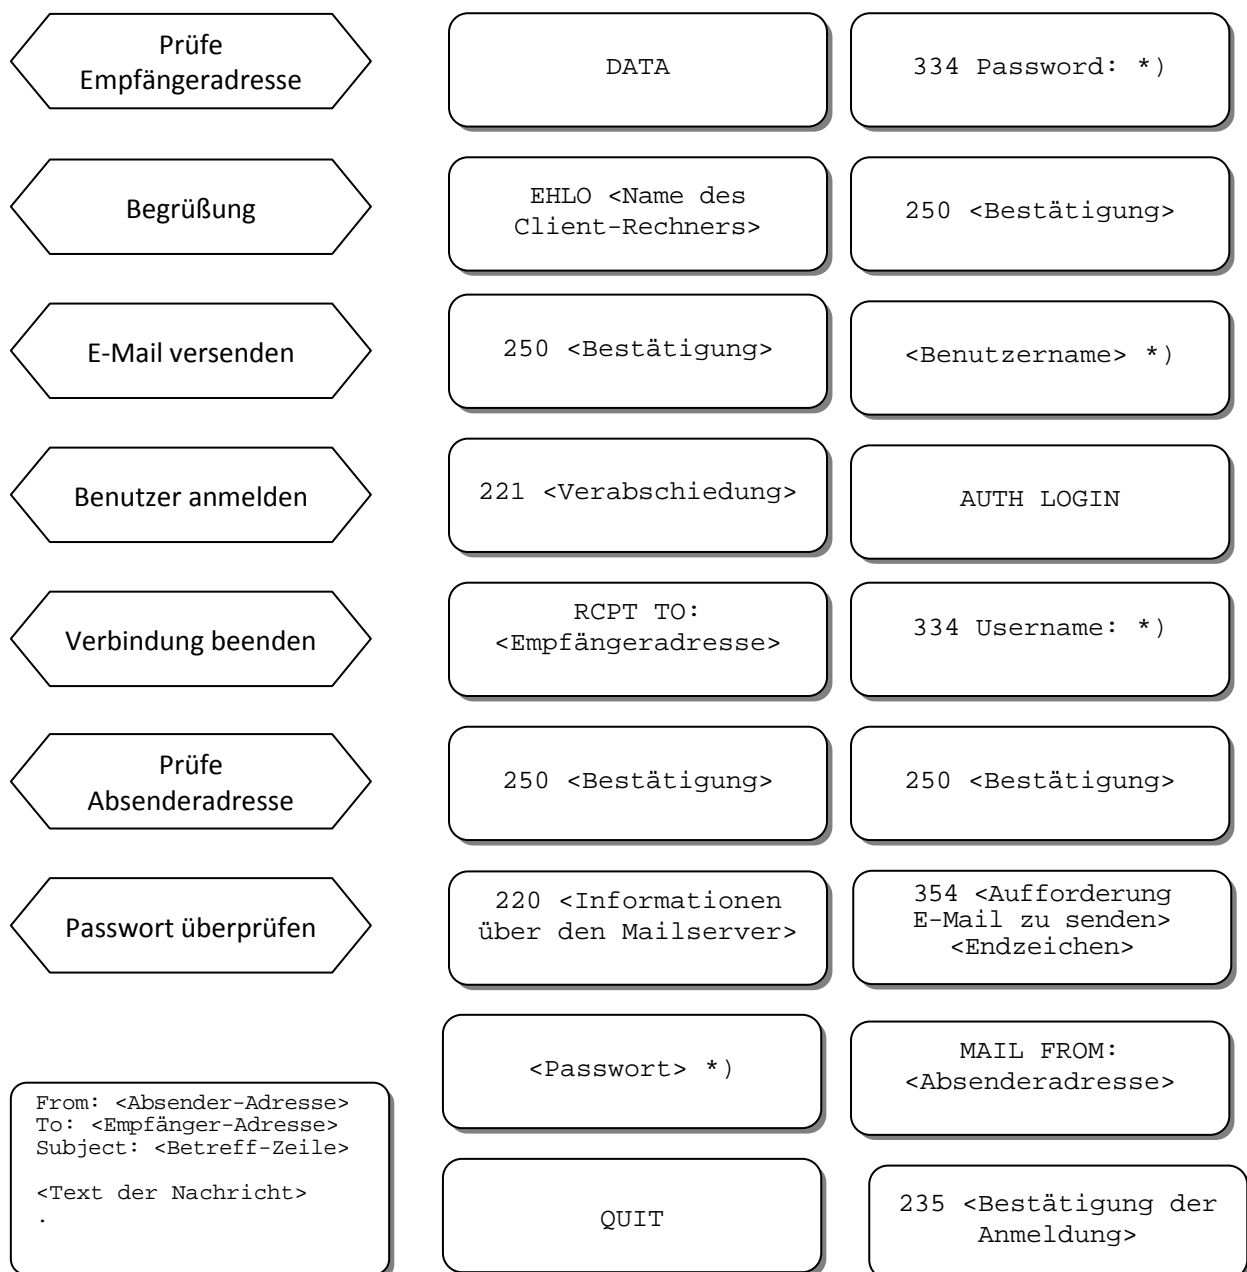 Prüfe
Empfängeradresse
DATA
334 Password: *)
Begrüßung
EHLO <Name des
Client-Rechners>
250 <Bestätigung>
E-Mail versenden
250 <Bestätigung>
<Benutzername> *)
Benutzer anmelden
221 <Verabschiedung>
AUTH LOGIN
Verbindung beenden
RCPT TO:
<Empfängeradresse>
334 Username: *)
Prüfe
Absenderadresse
250 <Bestätigung>
250 <Bestätigung>
Passwort überprüfen
220 <Informationen
über den Mailserver>
354 <Aufforderung
E-Mail zu senden>
<Endzeichen>
<Passwort> *)
MAIL FROM:
<Absenderadresse>
From: <Absender-Adresse>
To: <Empfänger-Adresse>
Subject: <Betreff-Zeile>
<Text der Nachricht>
.
QUIT
235 <Bestätigung der
Anmeldung>